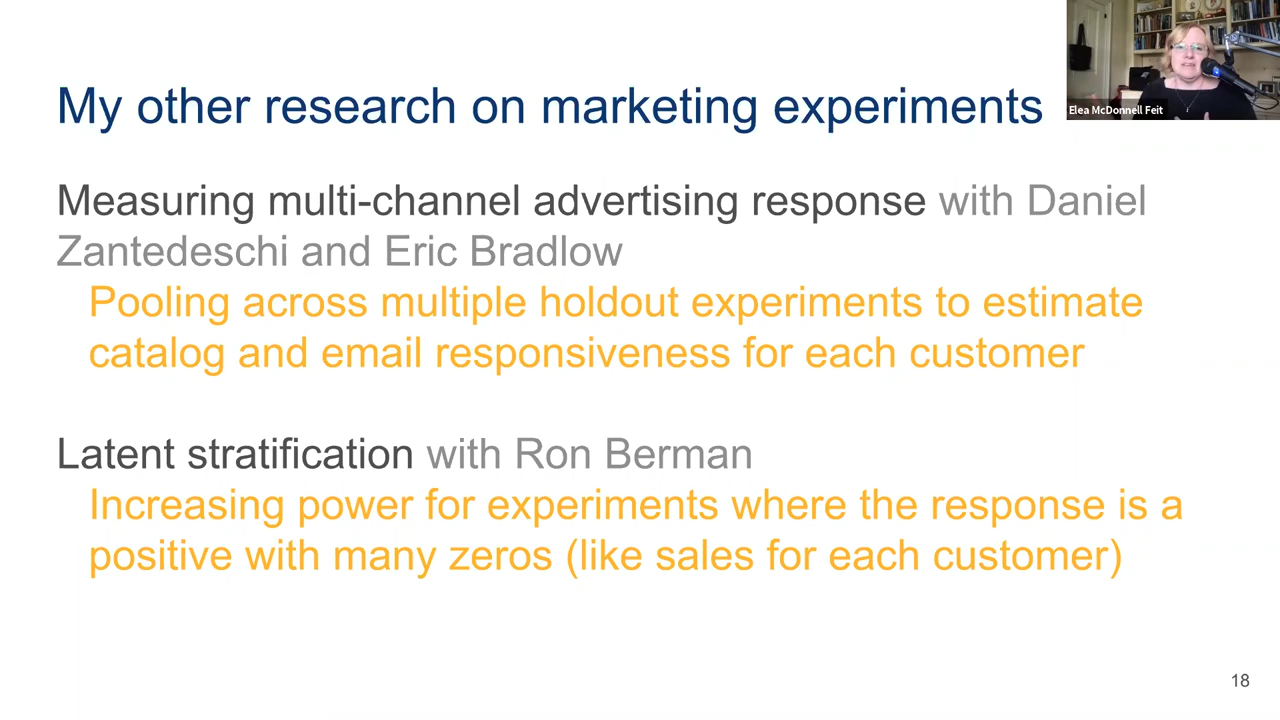 My other research on marketing experiments
Elea McDonnell Feit
Measuring multi-channel advertising response with Daniel
Zantedeschi and Eric Bradlow
Pooling across multiple holdout experiments to estimate
catalog and email responsiveness for each customer
Latent stratification with Ron Berman
Increasing power for experiments where the response is a
positive with many zeros (like sales for each customer)
18